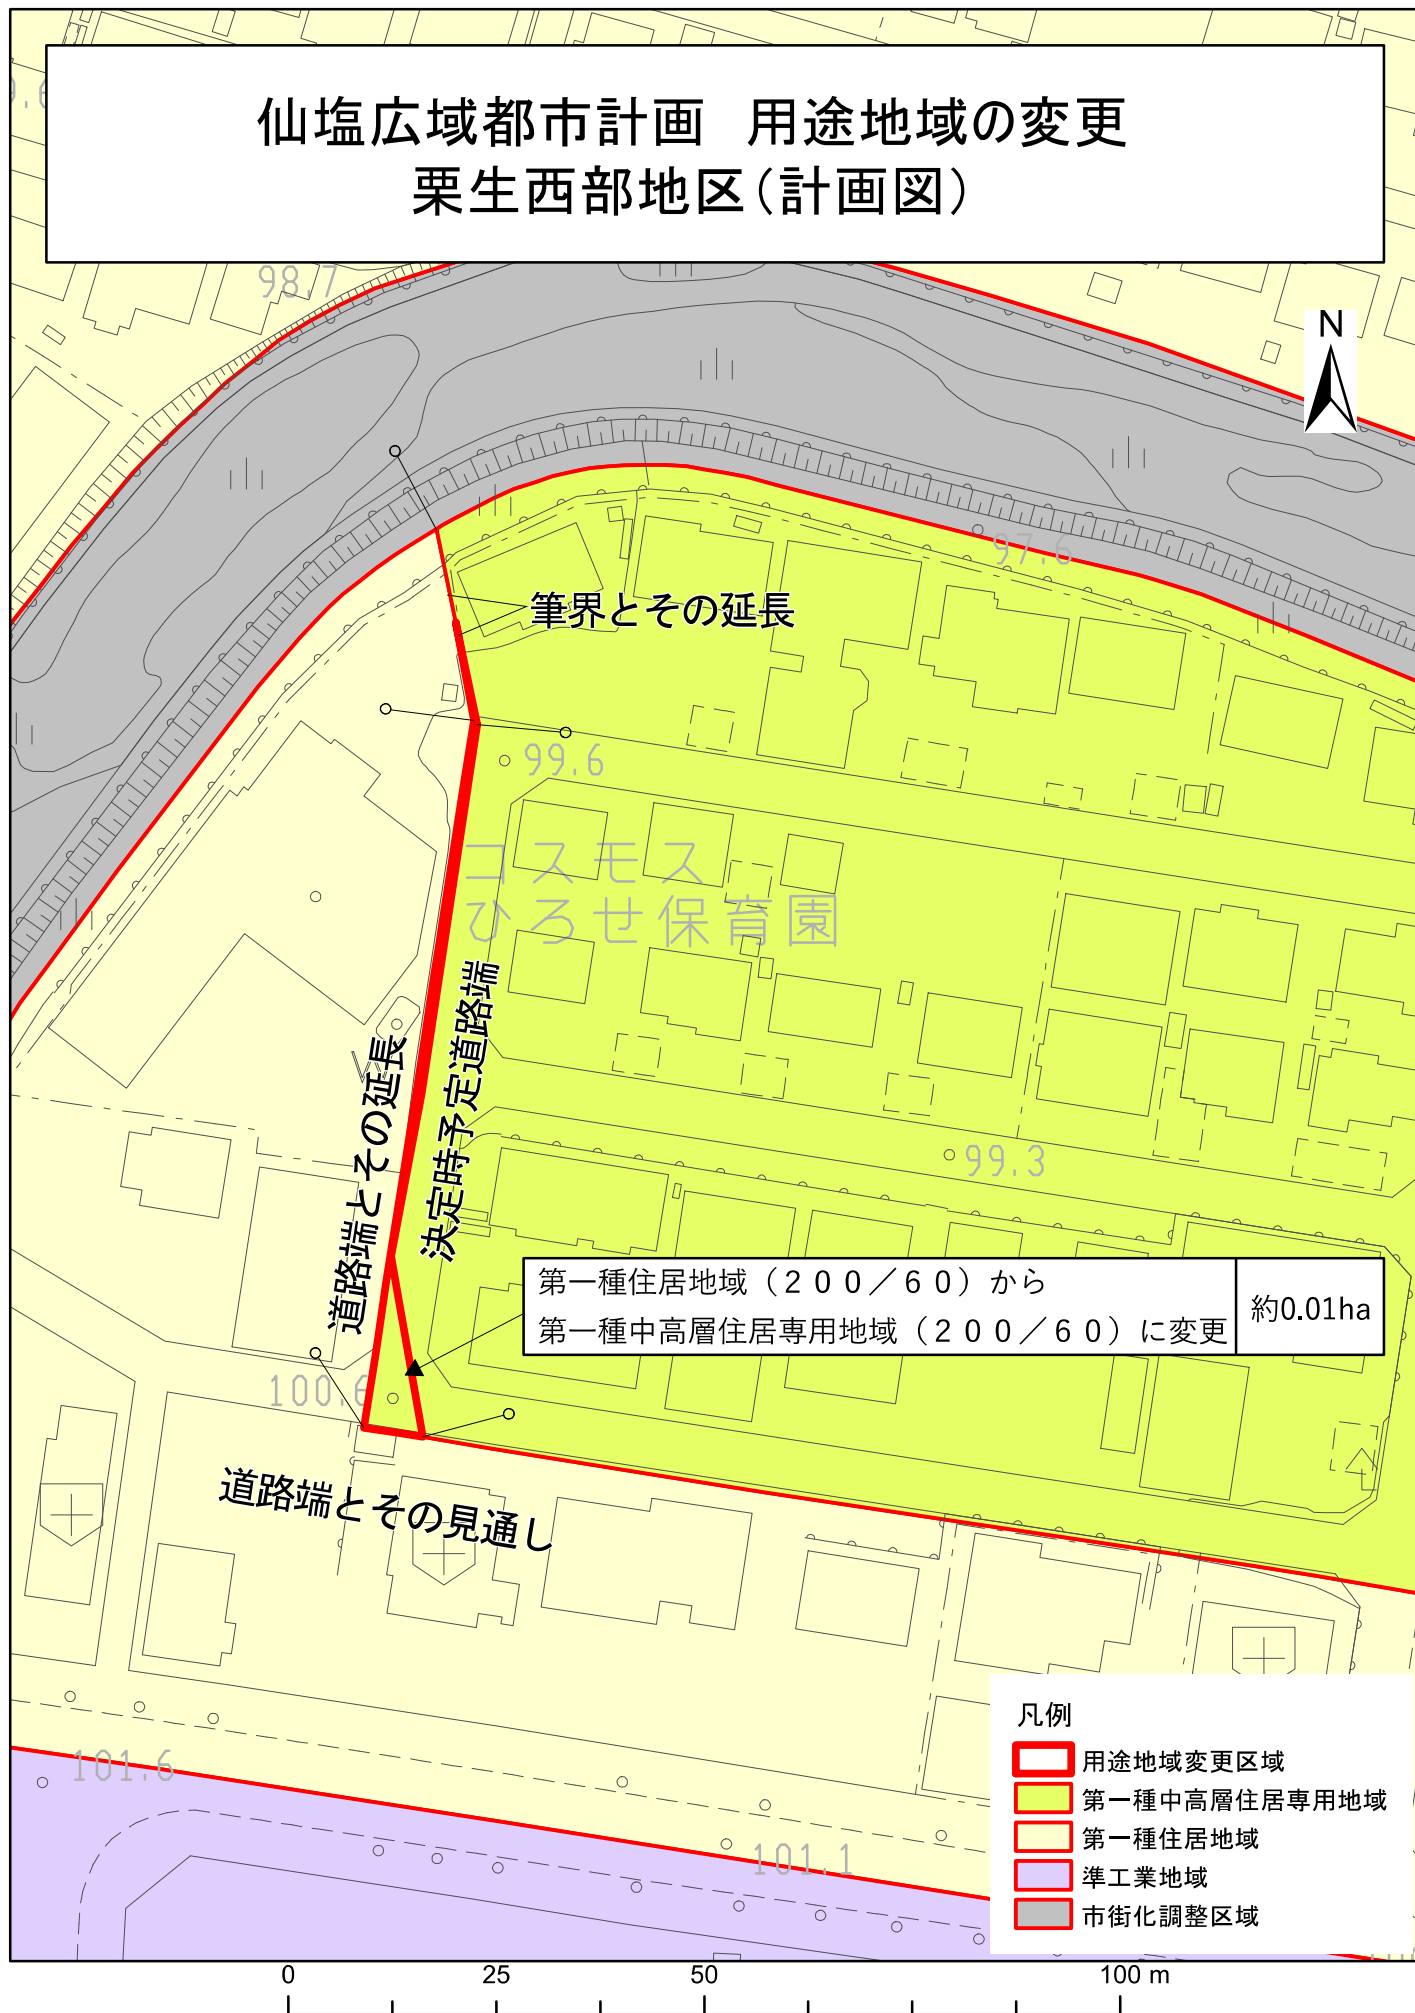 仙塩広域都市計画　用途地域の変更
栗生西部地区（計画図）
98.7
N
97.6
筆界とその延長
99.6
コスモス
ひろせ保育園
決定時予定道路端
道路端とその延長
99.3
第一種住居地域（２００／６０）から
第一種中高層住居専用地域（２００／６０）に変更
約0.01ha
100.6
道路端とその見通し
101.6
101.1
凡例
用途地域変更区域
第一種中高層住居専用地域
第一種住居地域
準工業地域
市街化調整区域
0 25 50 100 m